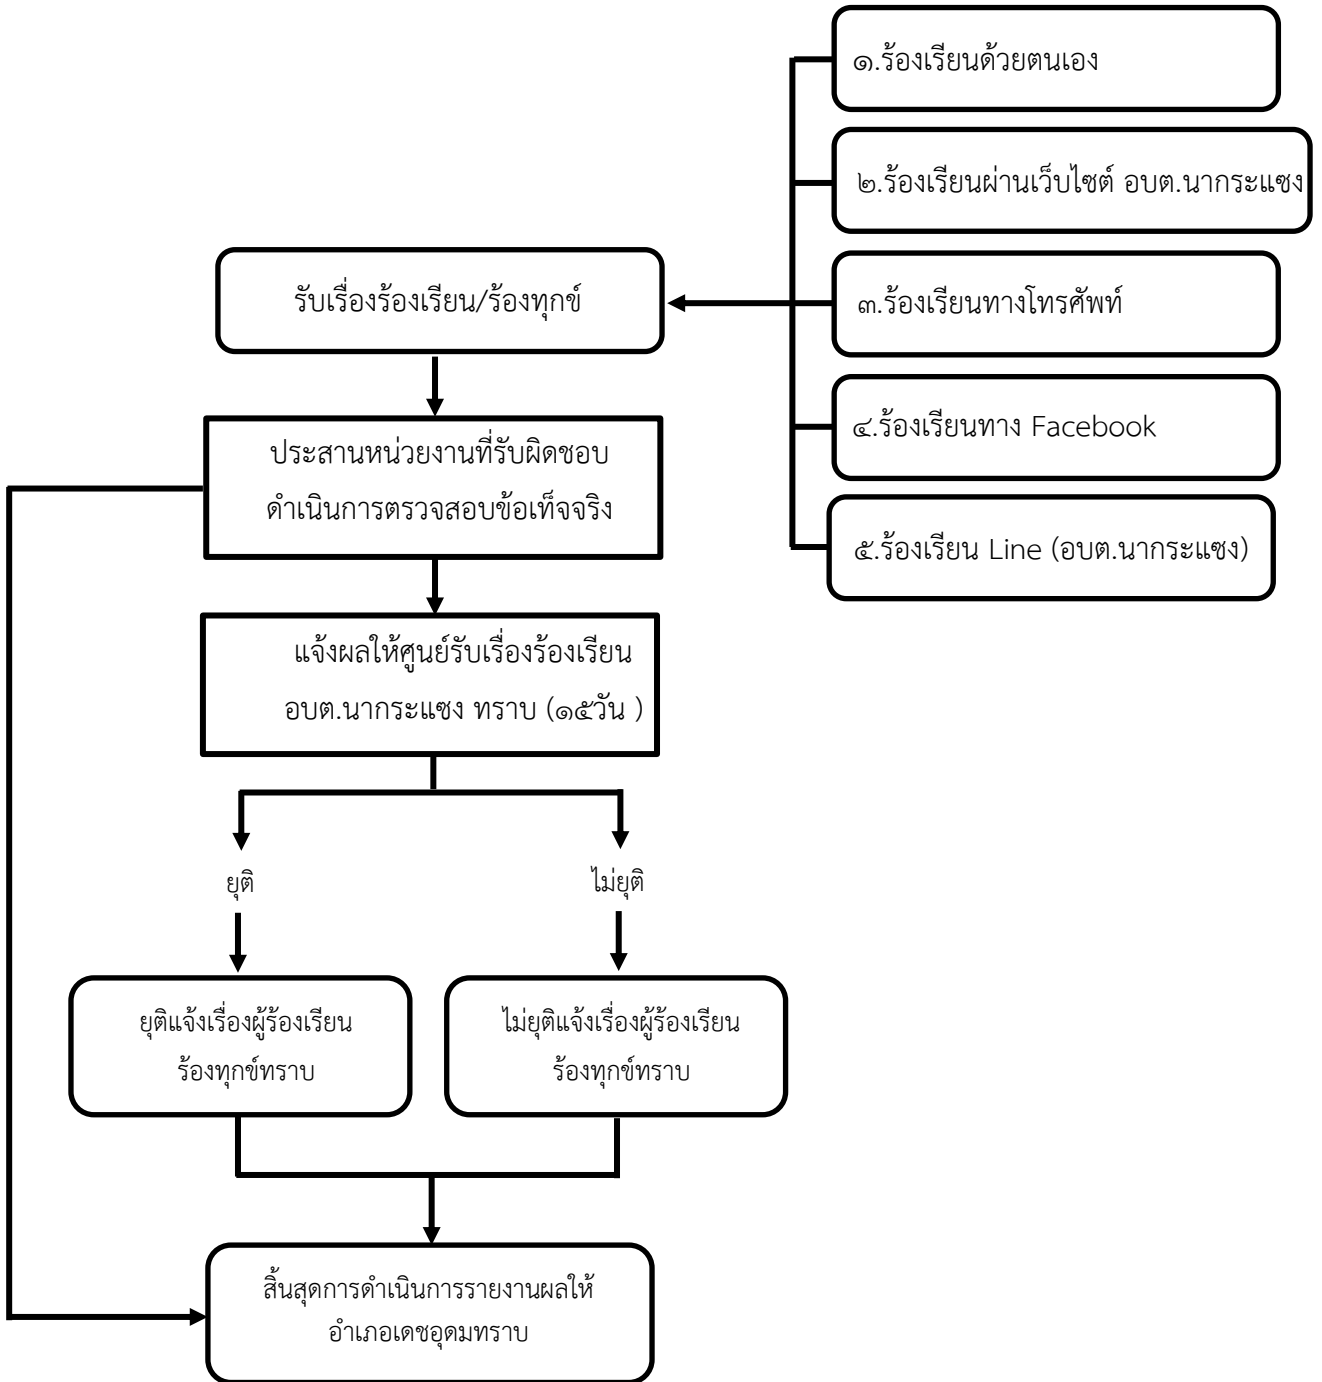 ๑.ร้องเรียนด้วยตนเอง
๒.ร้องเรียนผ่านเว็บไซต์ อบต.นากระแซง
รับเรื่องร้องเรียน/ร้องทุกข์
๓.ร้องเรียนทางโทรศัพท์
๔.ร้องเรียนทาง Facebook
๕.ร้องเรียน Line (อบต.นากระแซง)
ประสานหน่วยงานที่รับผิดชอบ
ดำเนินการตรวจสอบข้อเท็จจริง
แจ้งผลให้ศูนย์รับเรื่องร้องเรียน
อบต.นากระแซง ทราบ (๑๕วัน )
ยุติ
ไม่ยุติ
ยุติแจ้งเรื่องผู้ร้องเรียน
ร้องทุกข์ทราบ
ไม่ยุติแจ้งเรื่องผู้ร้องเรียน
ร้องทุกข์ทราบ
สิ้นสุดการดำเนินการรายงานผลให้
อำเภอเดชอุดมทราบ